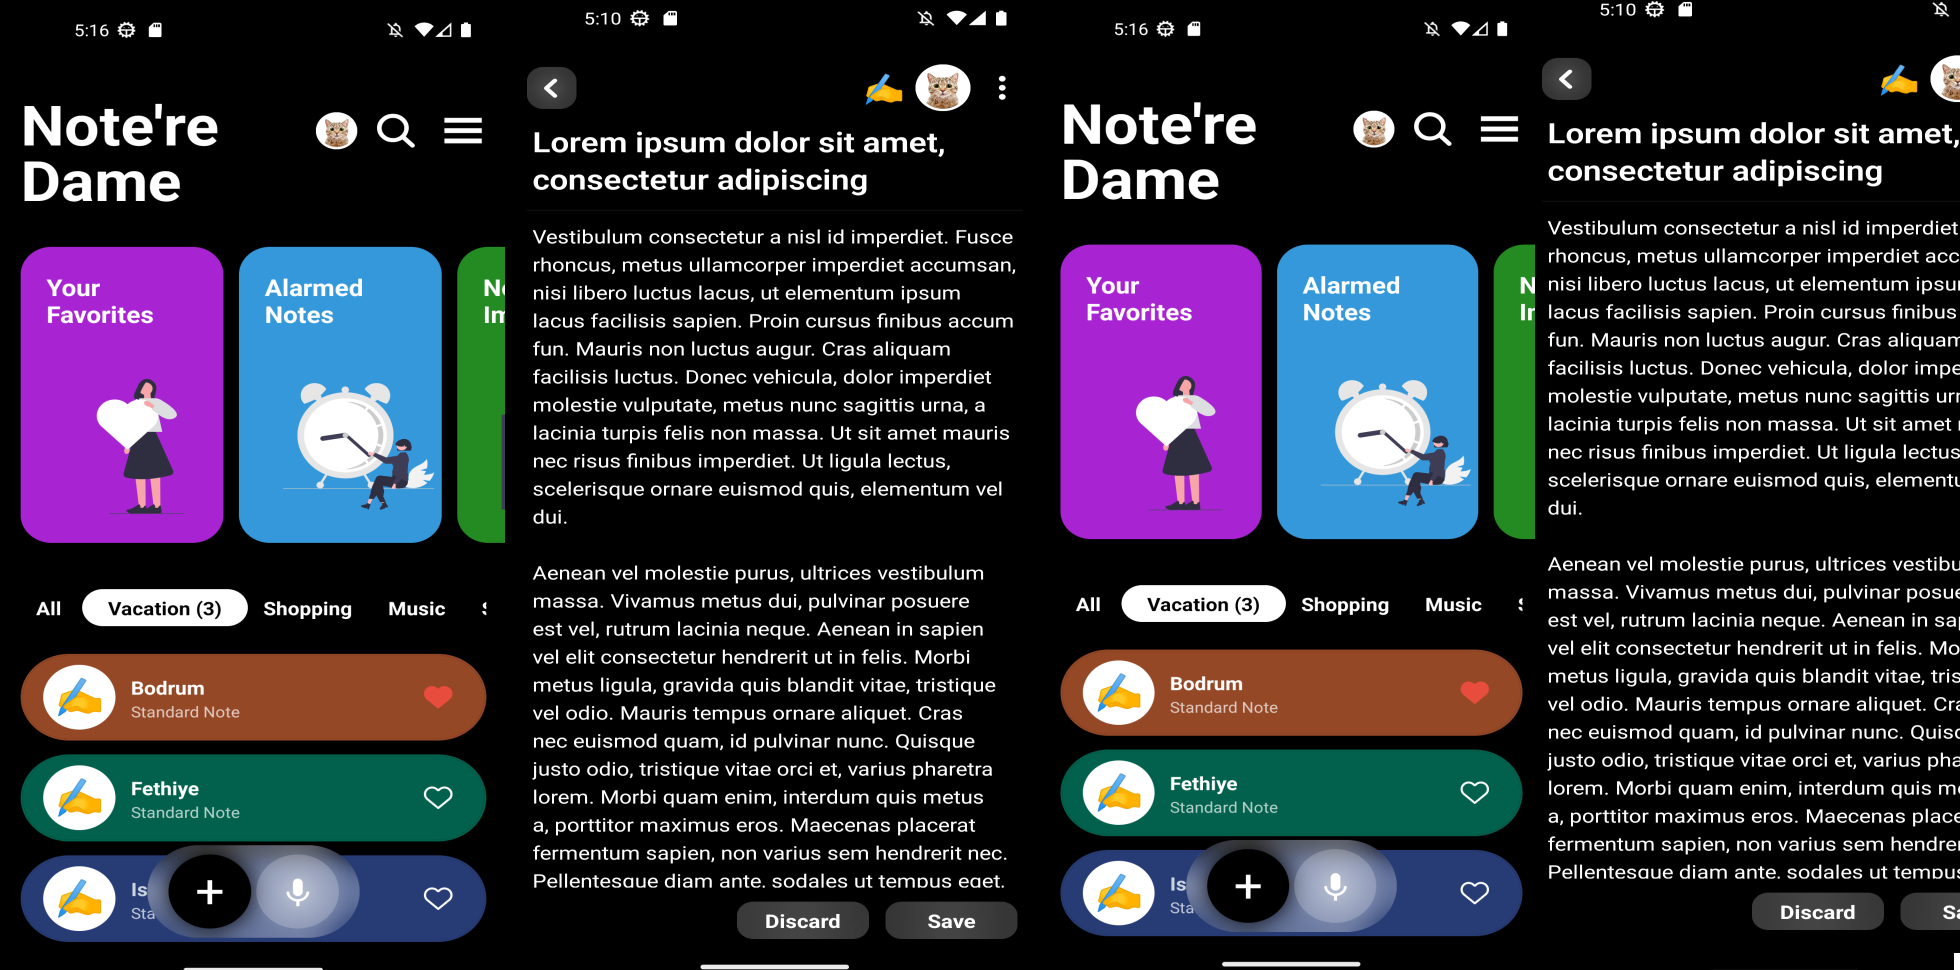 5:16
Note're
Dame
Your
Favorites
Alarmed
Notes
All
Vacation (3)
Shopping
Music
Bodrum
Standard Note
Fethiye
Standard Note
Is
Sta
5:10
Lorem ipsum dolor sit amet,
consectetur adipiscing
Vestibulum consectetur a nisl id imperdiet. Fusce
rhoncus, metus ullamcorper imperdiet accumsan,
nisi libero luctus lacus, ut elementum ipsum
lacus facilisis sapien. Proin cursus finibus accum
fun. Mauris non luctus augur. Cras aliquam
facilisis luctus. Donec vehicula, dolor imperdiet
molestie vulputate, metus nunc sagittis urna, a
lacinia turpis felis non massa. Ut sit amet mauris
nec risus finibus imperdiet. Ut ligula lectus,
scelerisque ornare euismod quis, elementum vel
dui.
Aenean vel molestie purus, ultrices vestibulum
massa. Vivamus metus dui, pulvinar posuere
est vel, rutrum lacinia neque. Aenean in sapien
vel elit consectetur hendrerit ut in felis. Morbi
metus ligula, gravida quis blandit vitae, tristique
vel odio. Mauris tempus ornare aliquet. Cras
nec euismod quam, id pulvinar nunc. Quisque
justo odio, tristique vitae orci et, varius pharetra
lorem. Morbi quam enim, interdum quis metus
a, porttitor maximus eros. Maecenas placerat
fermentum sapien, non varius sem hendrerit nec.
Pellentesque diam ante, sodales ut tempus eget,
Discard
Save
5:16
Note're
Dame
Your
Favorites
Alarmed
Notes
All
Vacation (3)
Shopping
Music
Bodrum
Standard Note
Fethiye
Standard Note
Is
Sta
5:10
Lorem ipsum dolor sit amet,
consectetur adipiscing
Vestibulum consectetur a nisl id imperdiet
rhoncus, metus ullamcorper imperdiet acc
nisi libero luctus lacus, ut elementum ipsu
lacus facilisis sapien. Proin cursus finibus
fun. Mauris non luctus augur. Cras aliquam
facilisis luctus. Donec vehicula, dolor impe
molestie vulputate, metus nunc sagittis ur
lacinia turpis felis non massa. Ut sit amet
nec risus finibus imperdiet. Ut ligula lectus
scelerisque ornare euismod quis, elementu
dui.
Aenean vel molestie purus, ultrices vestibu
massa. Vivamus metus dui, pulvinar posue
est vel, rutrum lacinia neque. Aenean in sap
vel elit consectetur hendrerit ut in felis. Mo
metus ligula, gravida quis blandit vitae, tris
vel odio. Mauris tempus ornare aliquet. Cra
nec euismod quam, id pulvinar nunc. Quisq
justo odio, tristique vitae orci et, varius pha
lorem. Morbi quam enim, interdum quis me
a, porttitor maximus eros. Maecenas place
fermentum sapien, non varius sem hendre
Pellentesque diam ante, sodales ut tempus
Discard
Sa